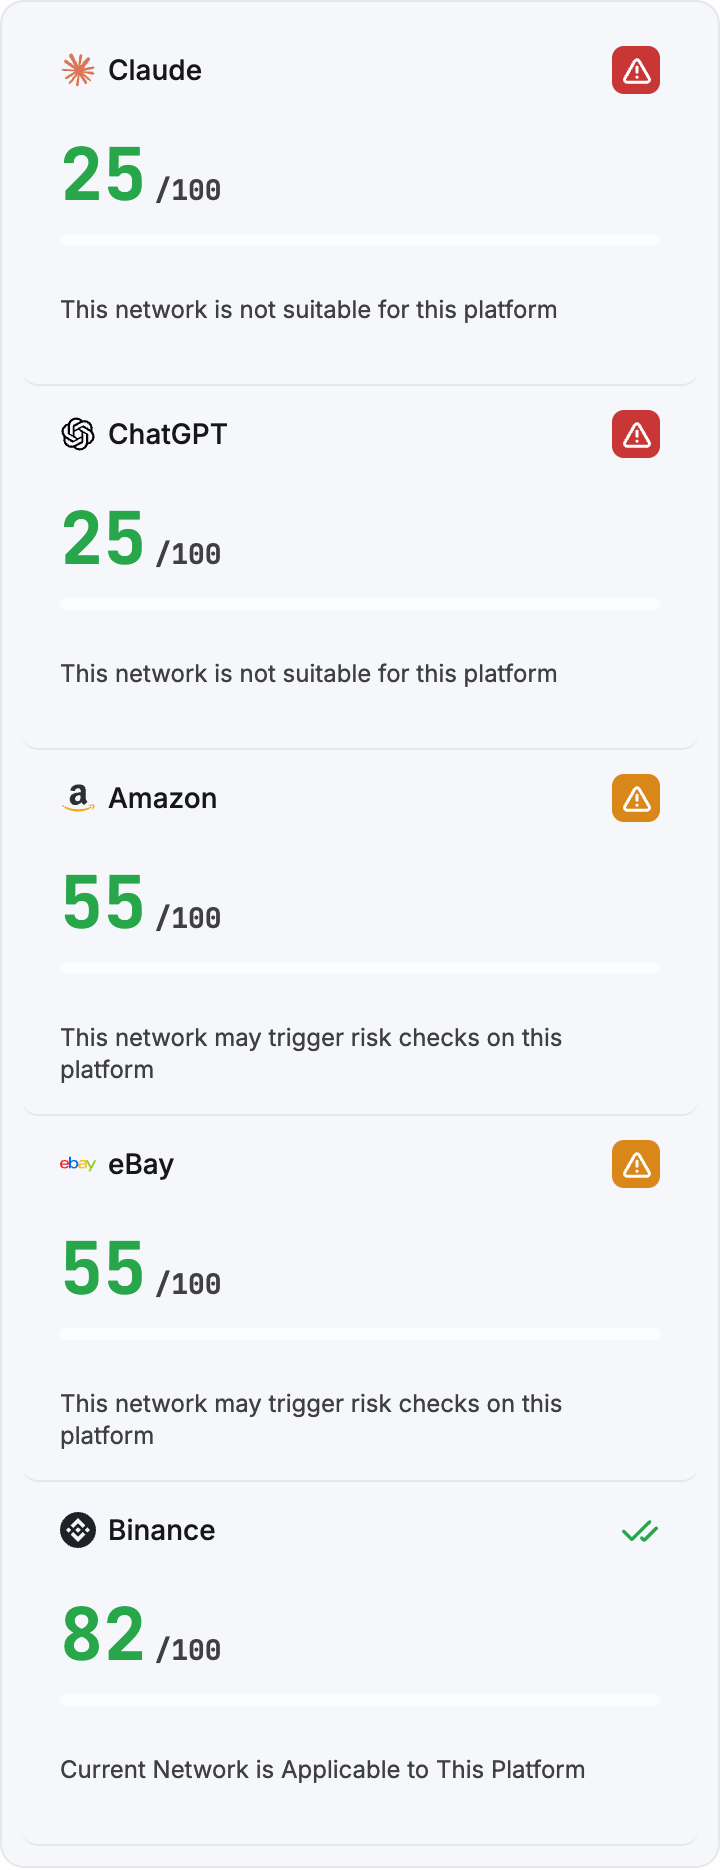 Claude
25 /100
This network is not suitable for this platform
ChatGPT
25 /100
This network is not suitable for this platform
a Amazon
55 /100
This network may trigger risk checks on this
platform
ebay eBay
55 /100
This network may trigger risk checks on this
platform
Binance
82 /100
Current Network is Applicable to This Platform